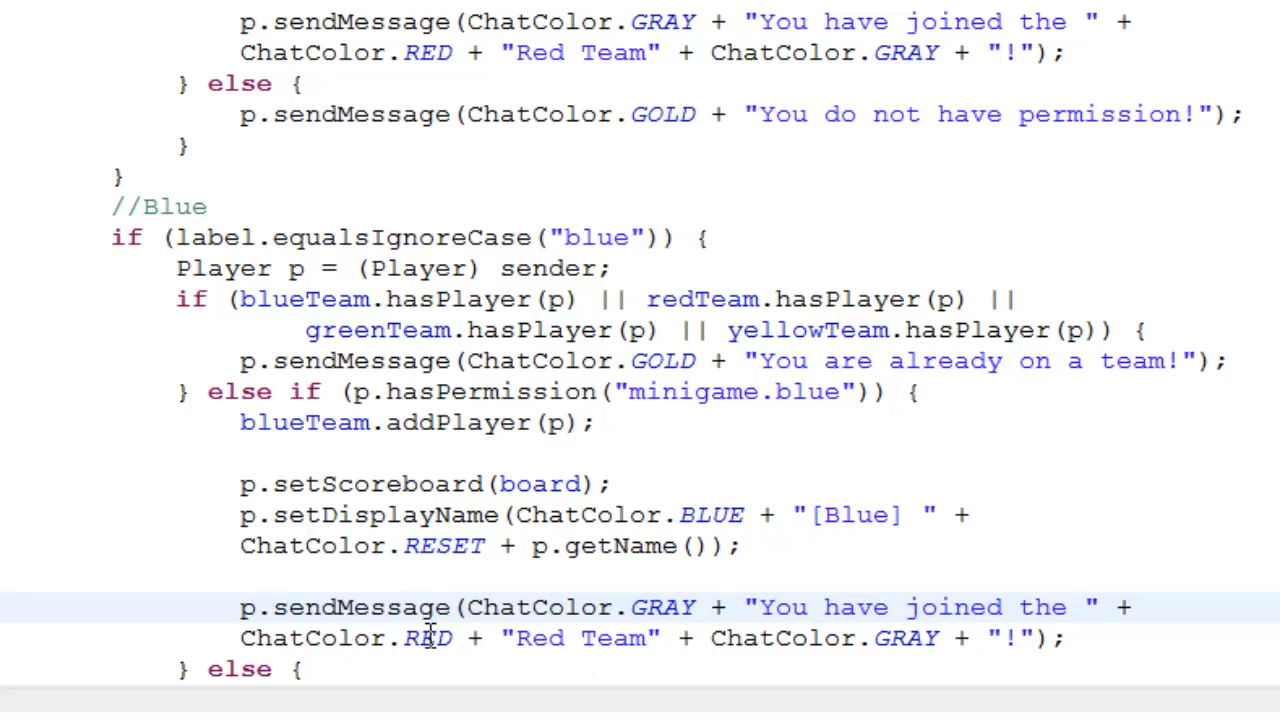 p.sendMessage(ChatColor.GRAY + "You have joined the " +
ChatColor.RED + "Red Team" + ChatColor.GRAY + "!");
} else {
p.sendMessage(ChatColor.GOLD + "You do not have permission!");
}
}
//Blue
if (label.equalsIgnoreCase("blue")) {
Player p = (Player) sender;
if (blueTeam.hasPlayer(p) || redTeam.hasPlayer(p) ||
greenTeam.hasPlayer(p) || yellowTeam.hasPlayer(p)) {
p.sendMessage(ChatColor.GOLD + "You are already on a team!");
} else if (p.hasPermission("minigame.blue")) {
blueTeam.addPlayer(p);
p.setScoreboard(board);
p.setDisplayName(ChatColor.BLUE + "[Blue] " +
ChatColor.RESET + p.getName());
p.sendMessage(ChatColor.GRAY + "You have joined the " +
ChatColor.RED + "Red Team" + ChatColor.GRAY + "!");
} else {